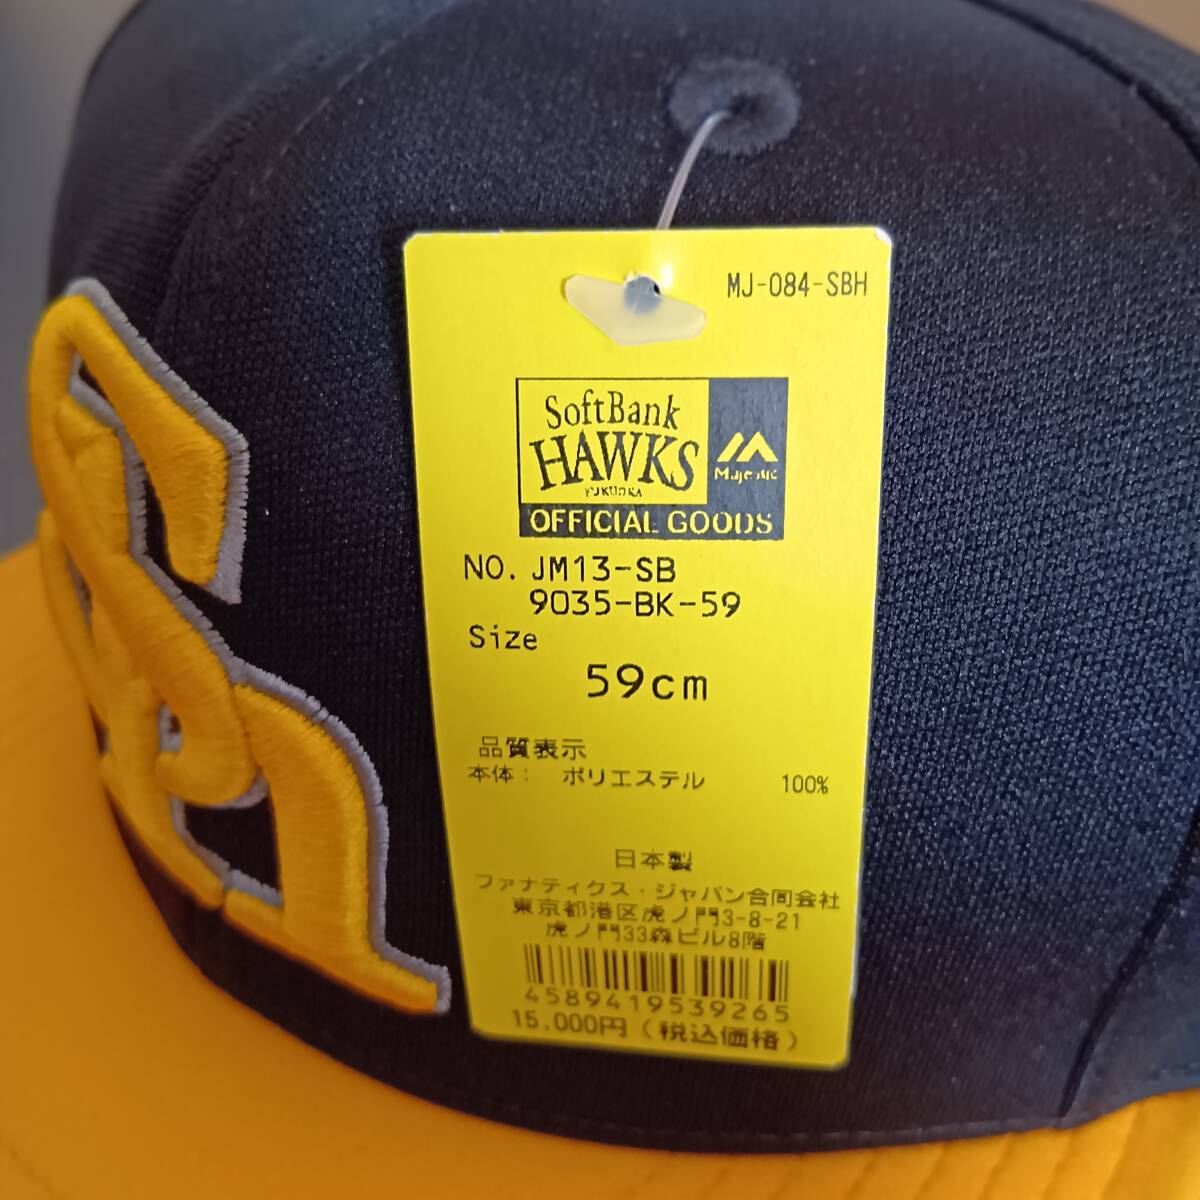 MJ-084-SBH
SoftBank
HAWKS
FUKUOKA
Majestic
OFFICIAL GOODS
NO. JM13-SB
9035-BK-59
Size
59cm
品質表示
本体： ポリエステル 100%
日本製
ファナティクス・ジャパン合同会社
東京都港区虎ノ門3-8-21
虎ノ門33森ビル8階
4589419539265
15,000円（税込価格）